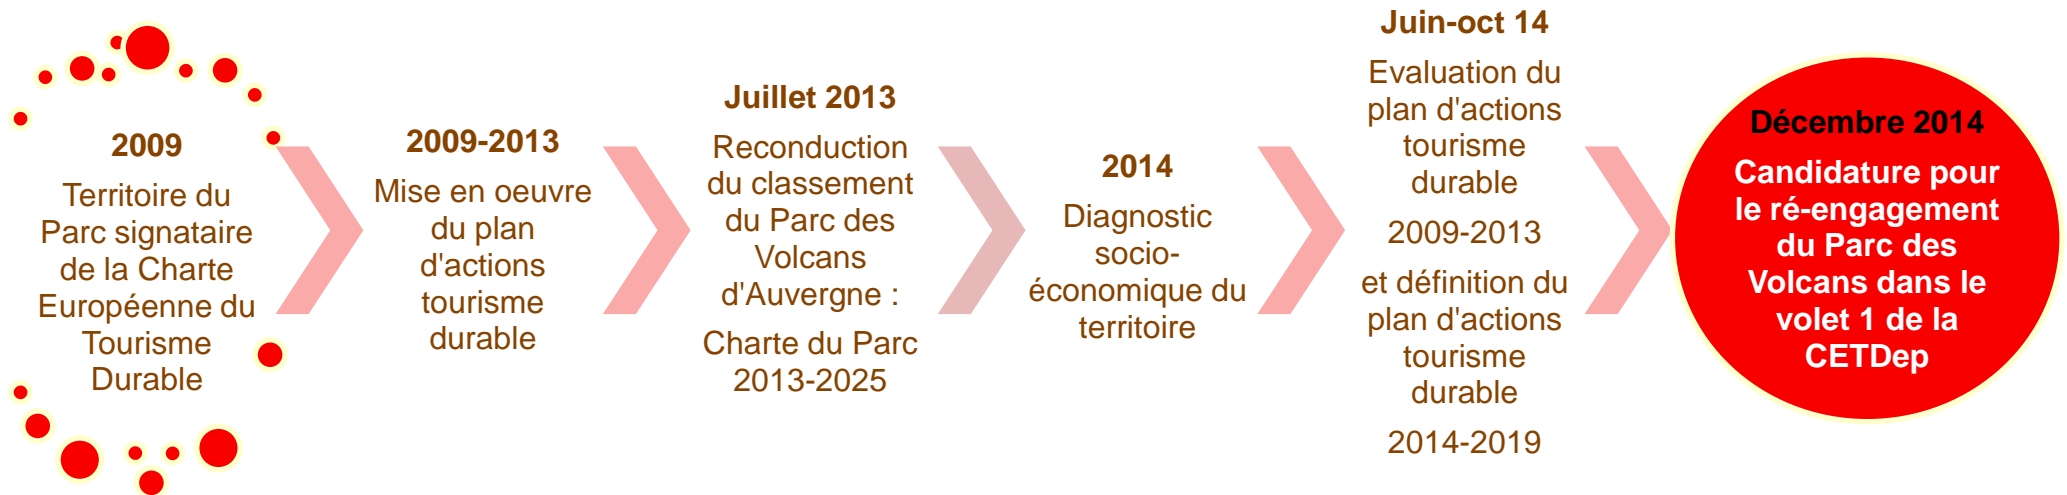 2009
Territoire du
Parc signataire
de la Charte
Européenne du
Tourisme
Durable
2009-2013
Mise en oeuvre
du plan
d'actions
tourisme
durable
Juillet 2013
Reconduction
du classement
du Parc des
Volcans
d'Auvergne :
Charte du Parc
2013-2025
2014
Diagnostic
socio-
économique du
territoire
Juin-oct 14
Evaluation du
plan d'actions
tourisme
durable
2009-2013
et définition du
plan d'actions
tourisme
durable
2014-2019
Décembre 2014
Candidature pour
le ré-engagement
du Parc des
Volcans dans le
volet 1 de la
CETDep